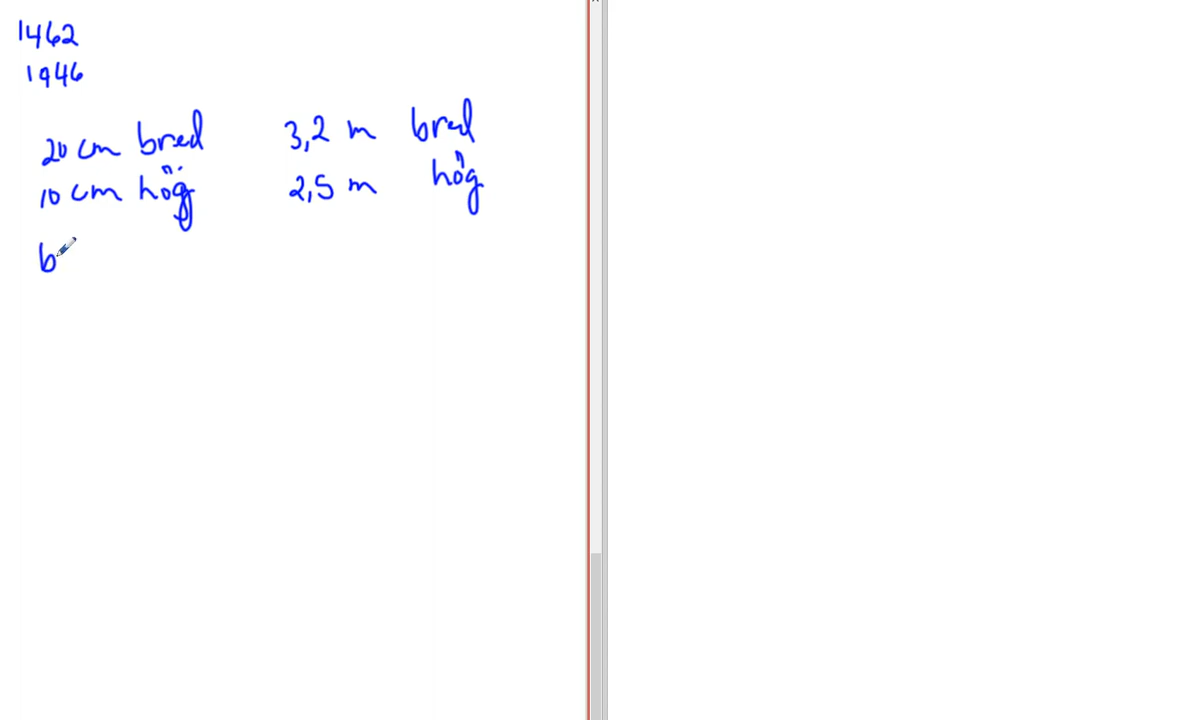 1462
1946
20 cm bred 3,2 m bred
10 cm hög 2,5 m hög
b